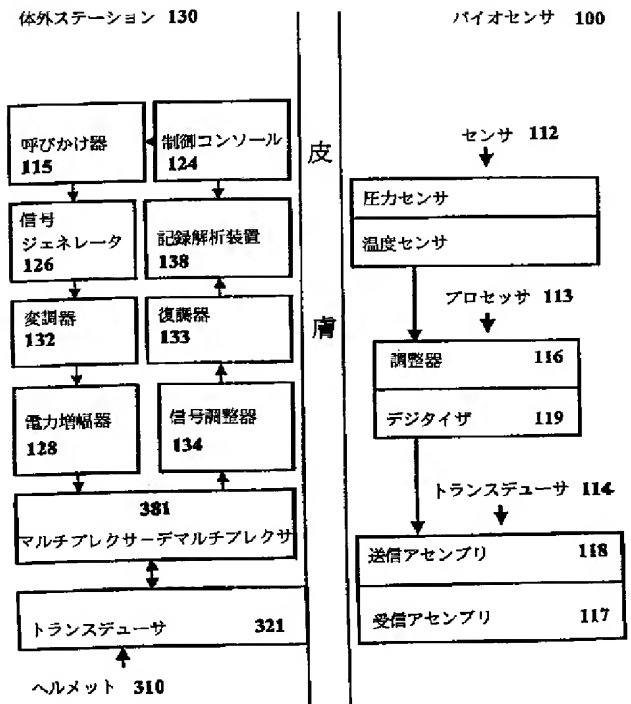 体外ステーション 130
バイオセンサ 100
呼びかけ器
115
制御コンソール
124
信号
ジェネレータ
126
記録解析装置
138
変調器
132
復調器
133
電力増幅器
128
信号調整器
134
381
マルチプレクサーデマルチプレクサ
トランスデューサ 321
ヘルメット 310
皮
膚
センサ 112
圧力センサ
温度センサ
プロセッサ 113
調整器 116
デジタイザ 119
トランスデューサ 114
送信アセンブリ 118
受信アセンブリ 117